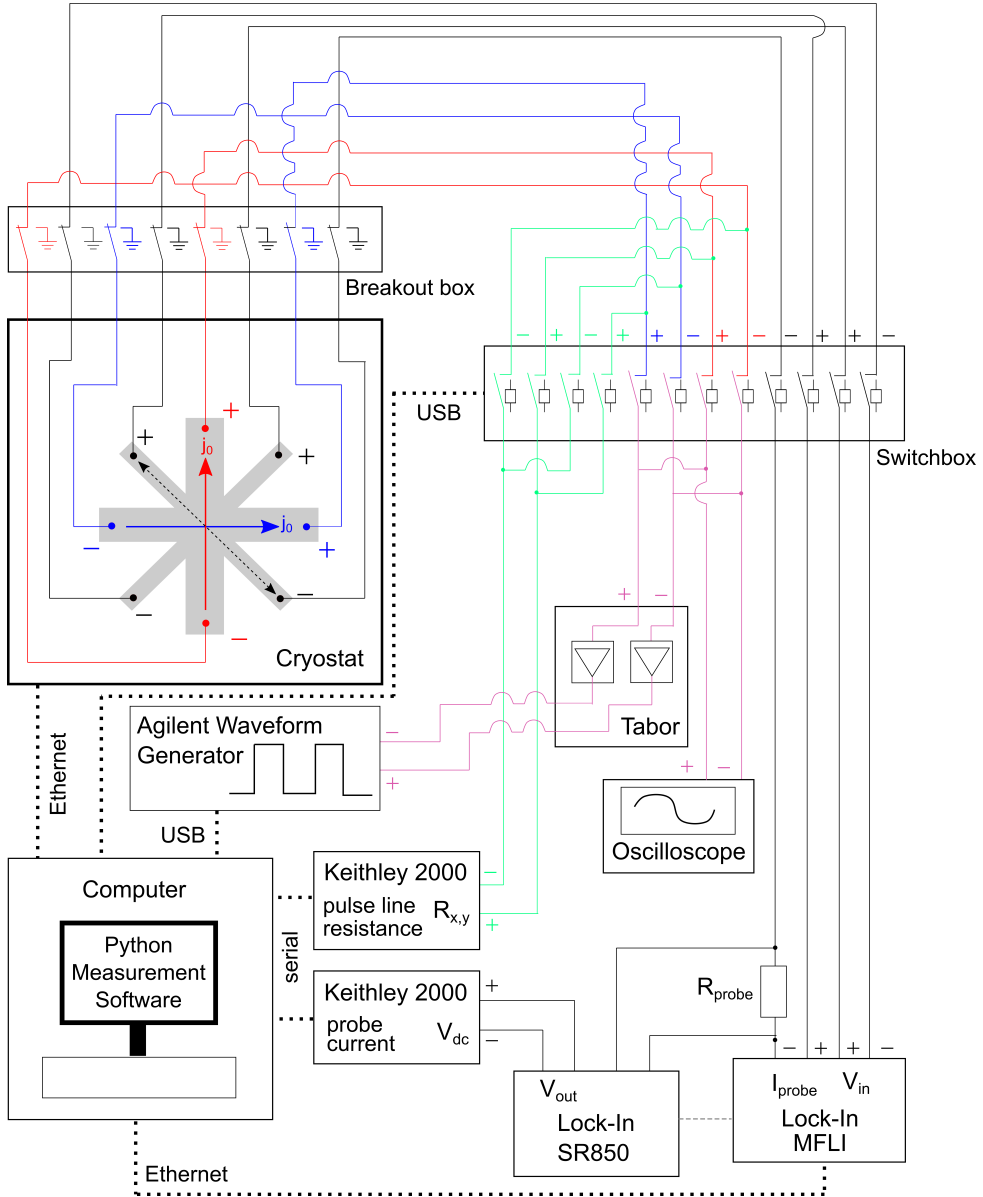 Breakout box
− + − + + − + − − + + −
USB
Switchbox
+
j₀
+
+
j₀
−
+
−
−
−
Cryostat
+ −
Tabor
Agilent Waveform
Generator
−
+
Ethernet
USB
+ −
Oscilloscope
Computer
Python
Measurement
Software
serial
Keithley 2000
−
pulse line
resistance
Rx,y
+
Keithley 2000
+
probe
current
Vdc
−
Rprobe
− + + −
Vout
Lock-In
SR850
Iprobe Vin
Lock-In
MFLI
Ethernet